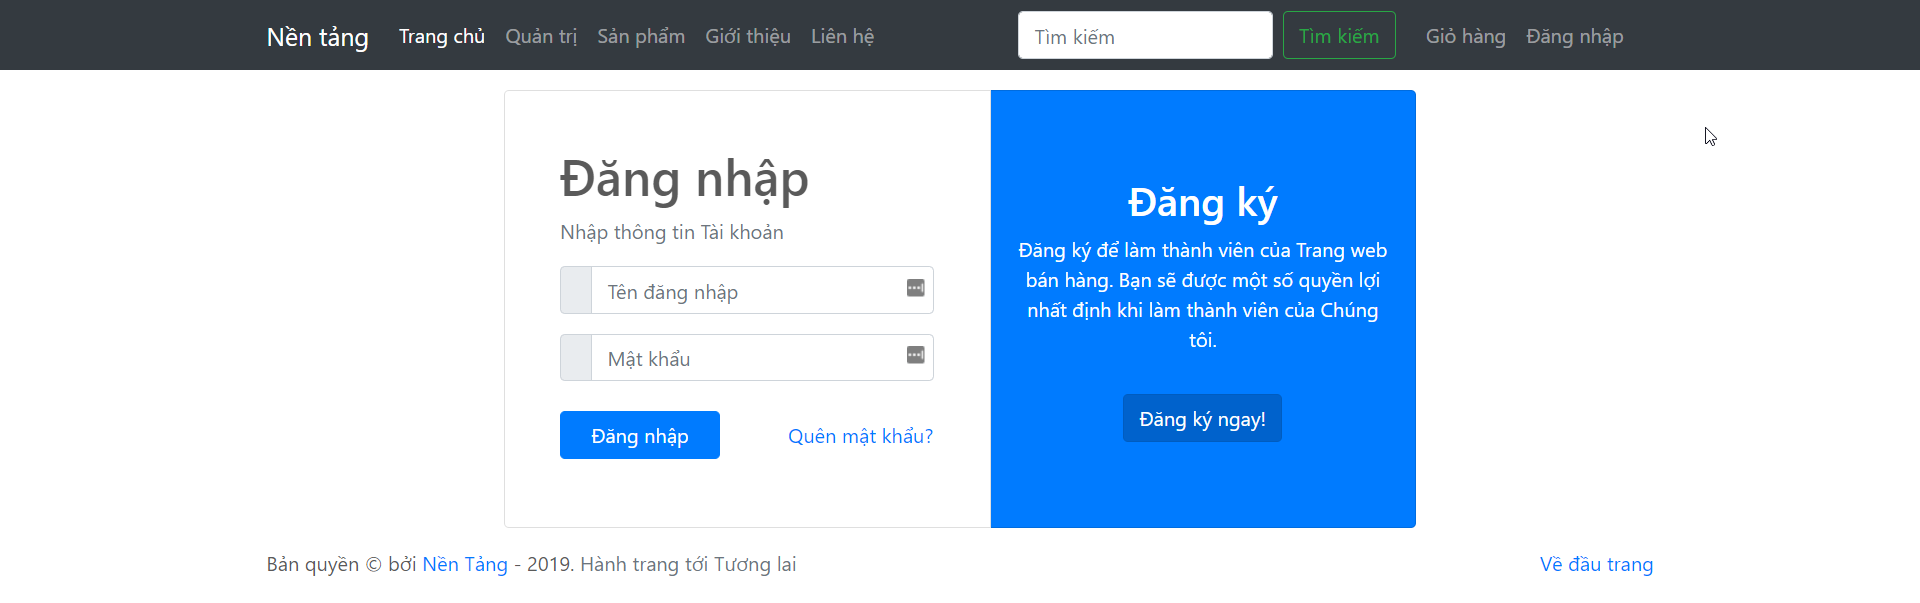 Nền tảng Trang chủ Quản trị Sản phẩm Giới thiệu Liên hệ Tìm kiếm Tìm kiếm Giỏ hàng Đăng nhập
Đăng nhập
Nhập thông tin Tài khoản
Tên đăng nhập
Mật khẩu
Đăng nhập Quên mật khẩu?
Đăng ký
Đăng ký để làm thành viên của Trang web
bán hàng. Bạn sẽ được một số quyền lợi
nhất định khi làm thành viên của Chúng
tôi.
Đăng ký ngay!
Bản quyền © bởi Nền Tảng - 2019. Hành trang tới Tương lai Về đầu trang